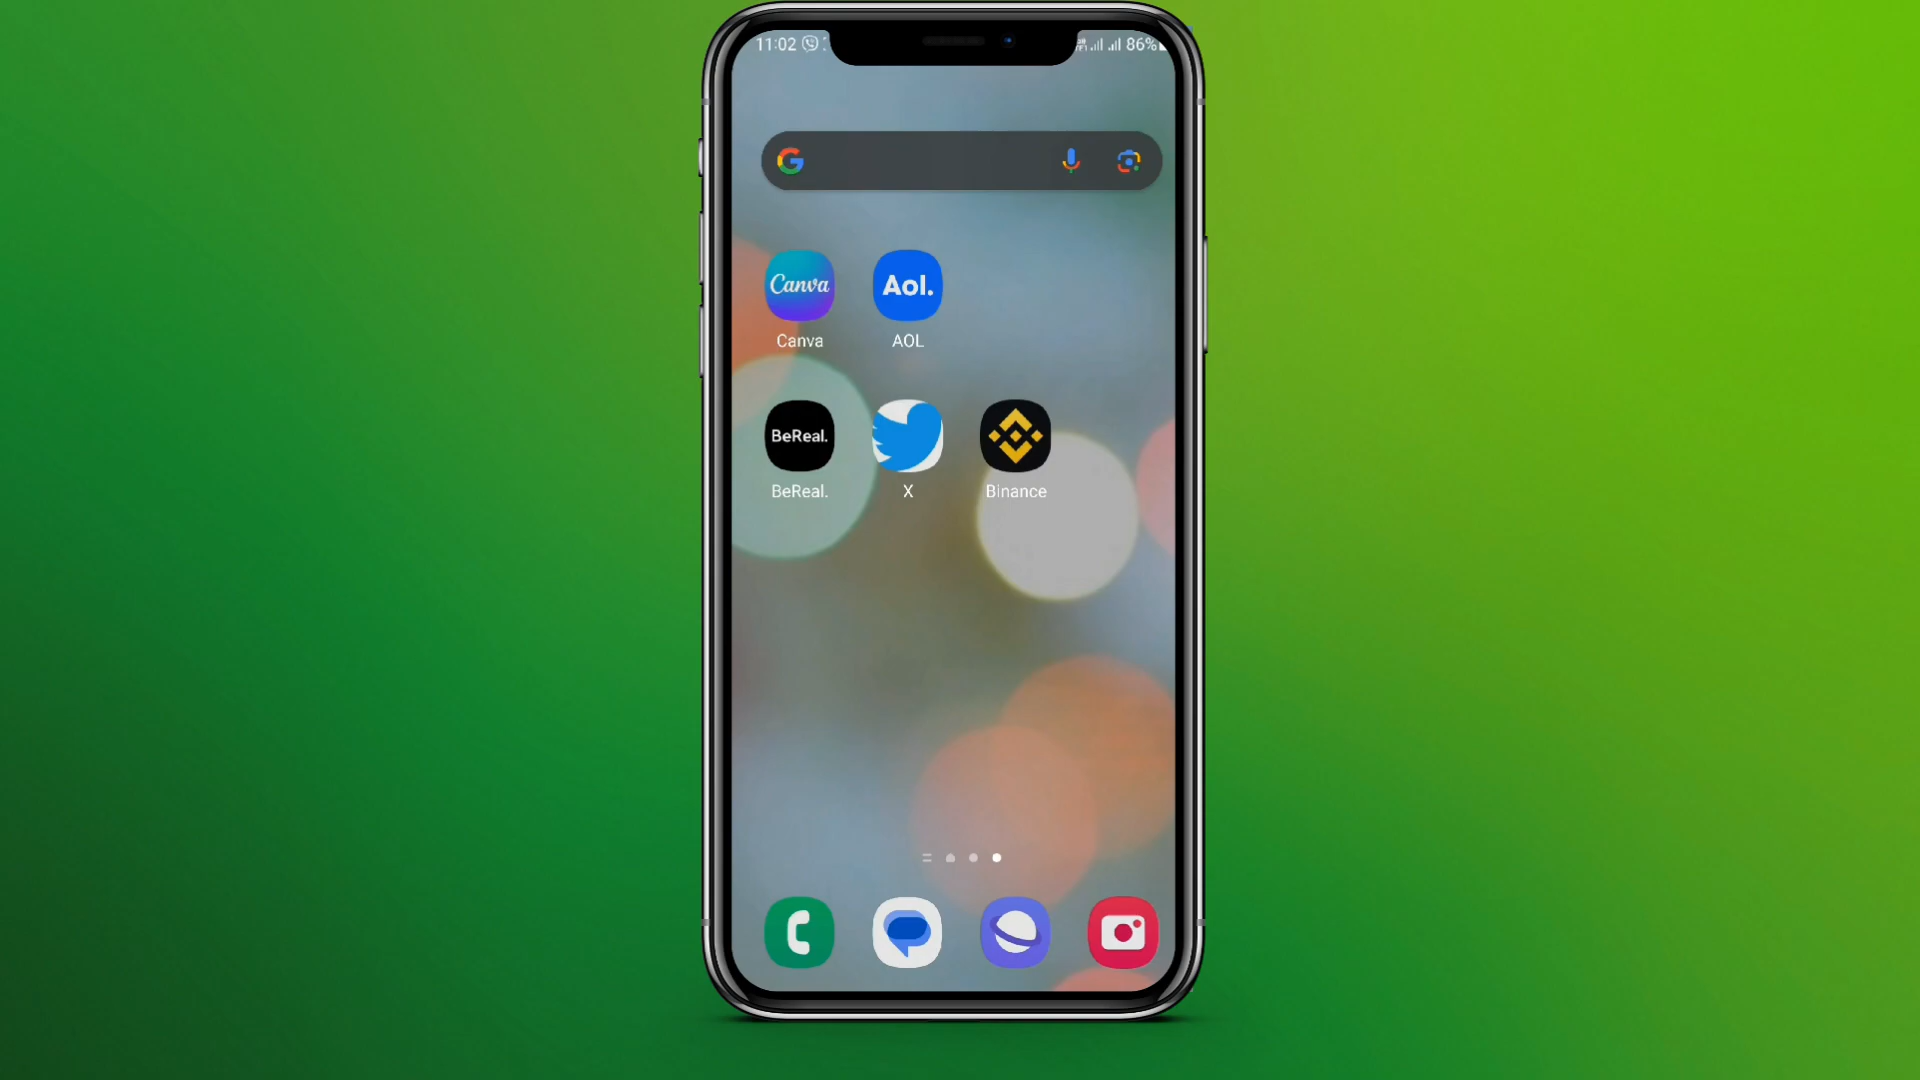 11:02
86%
Canva
Aol.
Canva
AOL
BeReal.
BeReal.
X
Binance